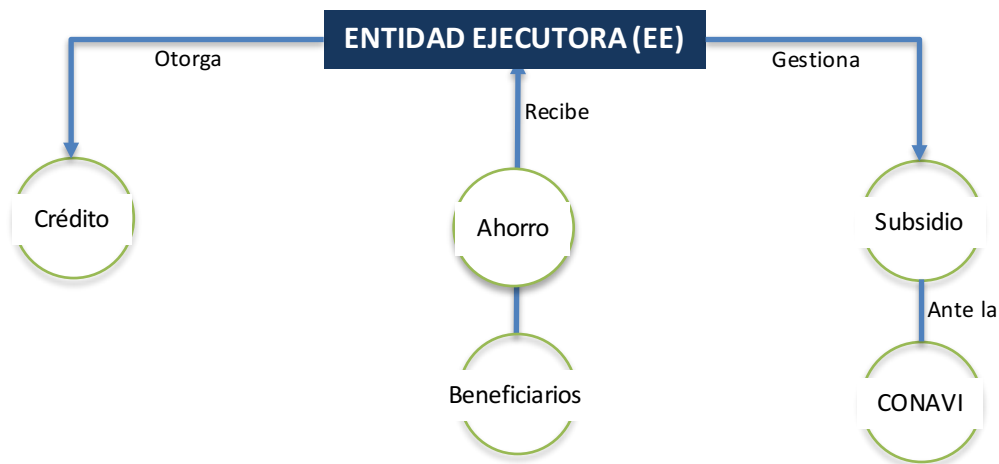 ENTIDAD EJECUTORA (EE)
Otorga
Gestiona
Recibe
Crédito
Ahorro
Subsidio
Ante la
Beneficiarios
CONAVI